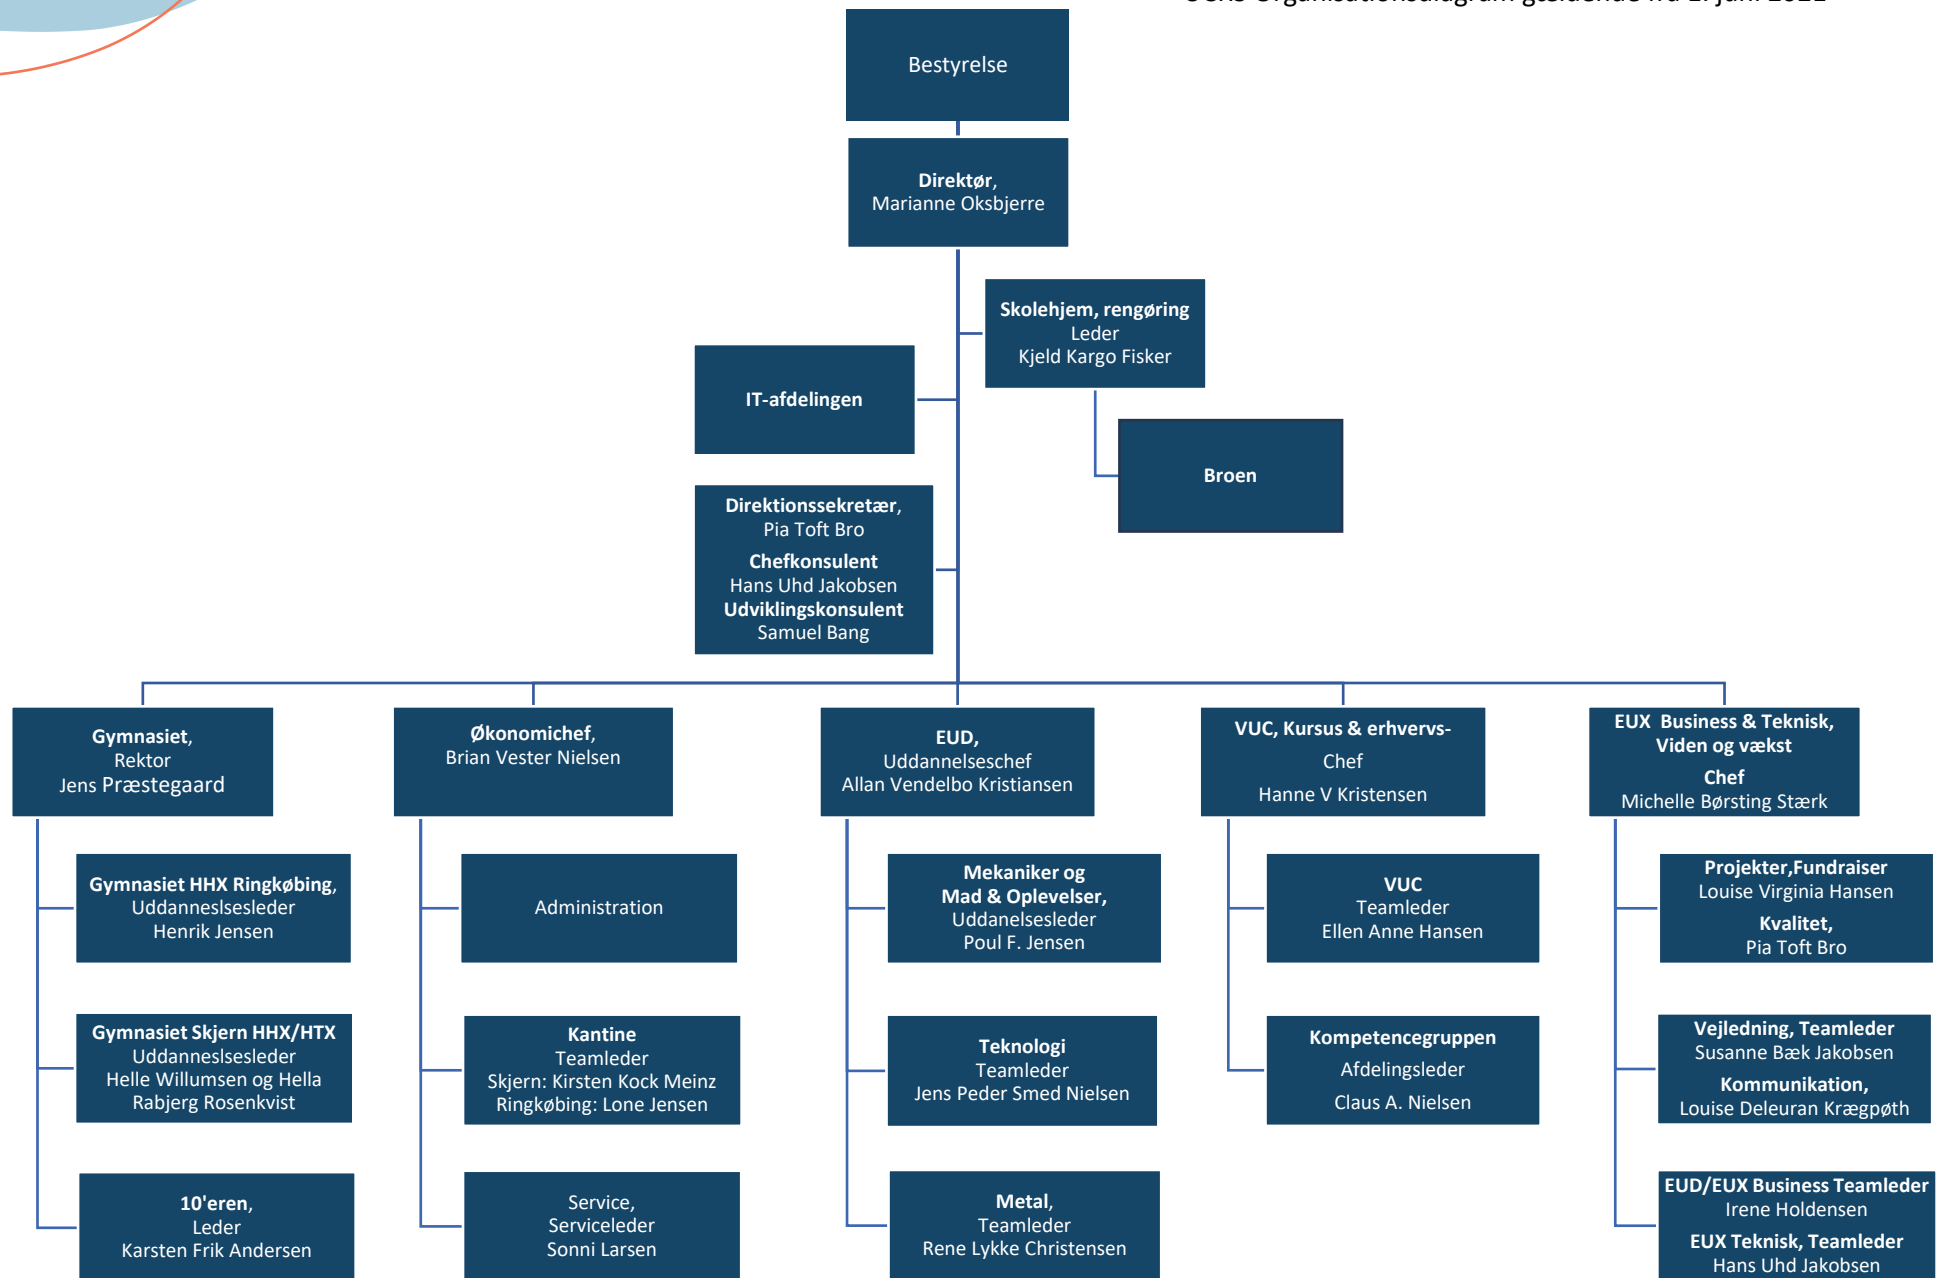 Bestyrelse
Direktør,
Marianne Oksbjerre
Skolehjem, rengøring
Leder
Kjeld Kargo Fisker
IT-afdelingen
Broen
Direktionssekretær,
Pia Toft Bro
Chefkonsulent
Hans Uhd Jakobsen
Udviklingskonsulent
Samuel Bang
Gymnasiet,
Rektor
Jens Præstegaard
Gymnasiet HHX Ringkøbing,
Uddanneslsesleder
Henrik Jensen
Gymnasiet Skjern HHX/HTX
Uddanneslsesleder
Helle Willumsen og Hella
Rabjerg Rosenkvist
10'eren,
Leder
Karsten Frik Andersen
Økonomichef,
Brian Vester Nielsen
Administration
Kantine
Teamleder
Skjern: Kirsten Kock Meinz
Ringkøbing: Lone Jensen
Service,
Serviceleder
Sonni Larsen
EUD,
Uddannelseschef
Allan Vendelbo Kristiansen
Mekaniker og
Mad & Oplevelser,
Uddanelsesleder
Poul F. Jensen
Teknologi
Teamleder
Jens Peder Smed Nielsen
Metal,
Teamleder
Rene Lykke Christensen
VUC, Kursus & erhvervs-
Chef
Hanne V Kristensen
VUC
Teamleder
Ellen Anne Hansen
Kompetencegruppen
Afdelingsleder
Claus A. Nielsen
EUX  Business & Teknisk,
Viden og vækst
Chef
Michelle Børsting Stærk
Projekter,Fundraiser
Louise Virginia Hansen
Kvalitet,
Pia Toft Bro
Vejledning, Teamleder
Susanne Bæk Jakobsen
Kommunikation,
Louise Deleuran Krægpøth
EUD/EUX Business Teamleder
Irene Holdensen
EUX Teknisk, Teamleder
Hans Uhd Jakobsen